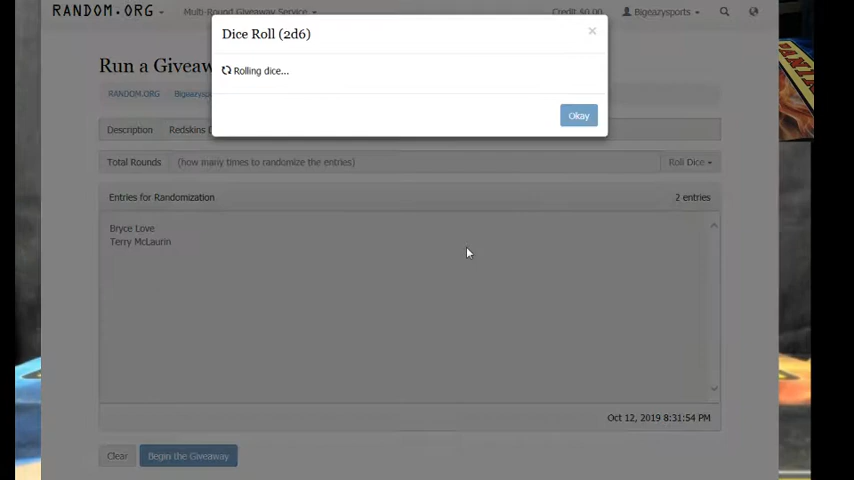 RANDOM.ORG
Multi-Round Giveaway Service
Credit $0.00
Bigeazysports
Dice Roll (2d6)
×
Rolling dice...
Okay
Run a Giveaw
RANDOM.ORG
Bigeazysp
Description
Redskins
Total Rounds
(how many times to randomize the entries)
Roll Dice
Entries for Randomization
2 entries
Bryce Love
Terry McLaurin
Oct 12, 2019 8:31:54 PM
Clear
Begin the Giveaway
PANINI